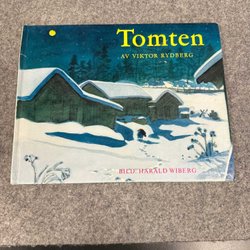 Tomten
AV VIKTOR RYDBERG
BILD: HARALD WIBERG